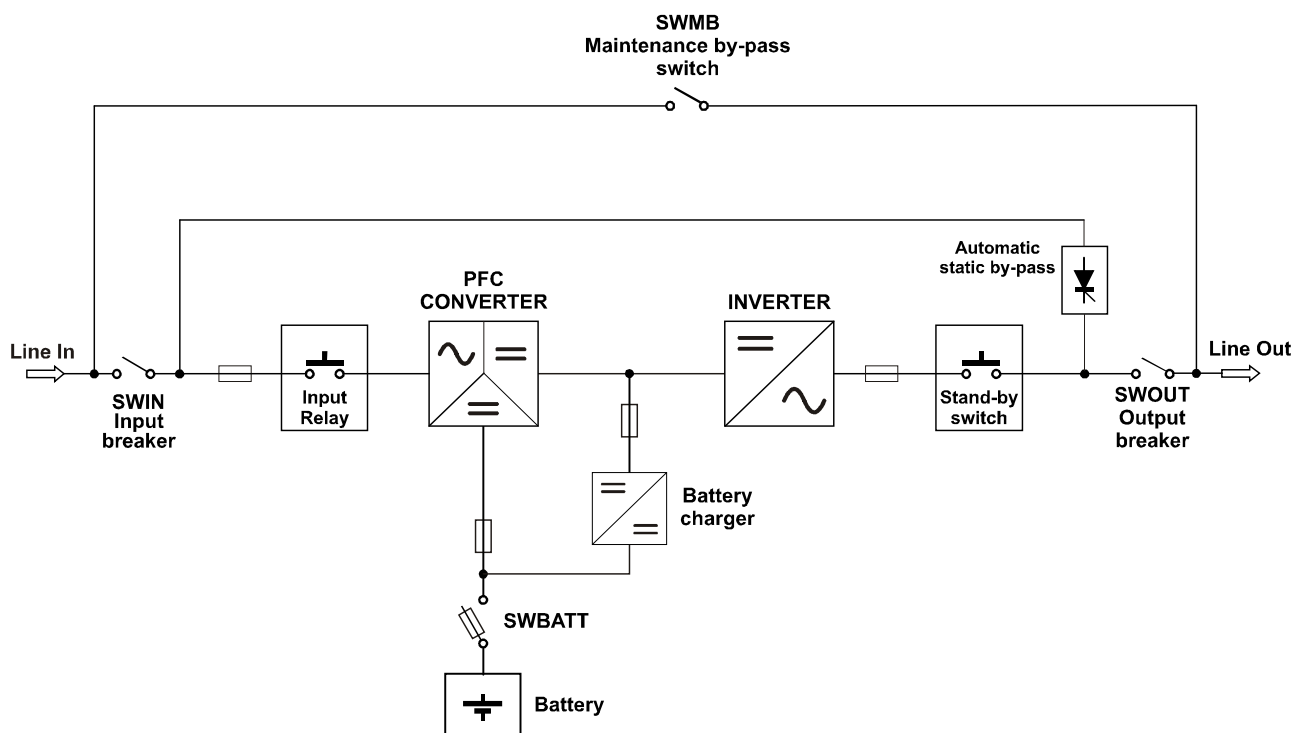 SWMB
Maintenance by-pass
switch
Automatic
static by-pass
PFC
CONVERTER
INVERTER
Line In
Line Out
SWIN
Input
breaker
Input
Relay
Stand-by
switch
SWOUT
Output
breaker
Battery
charger
SWBATT
Battery